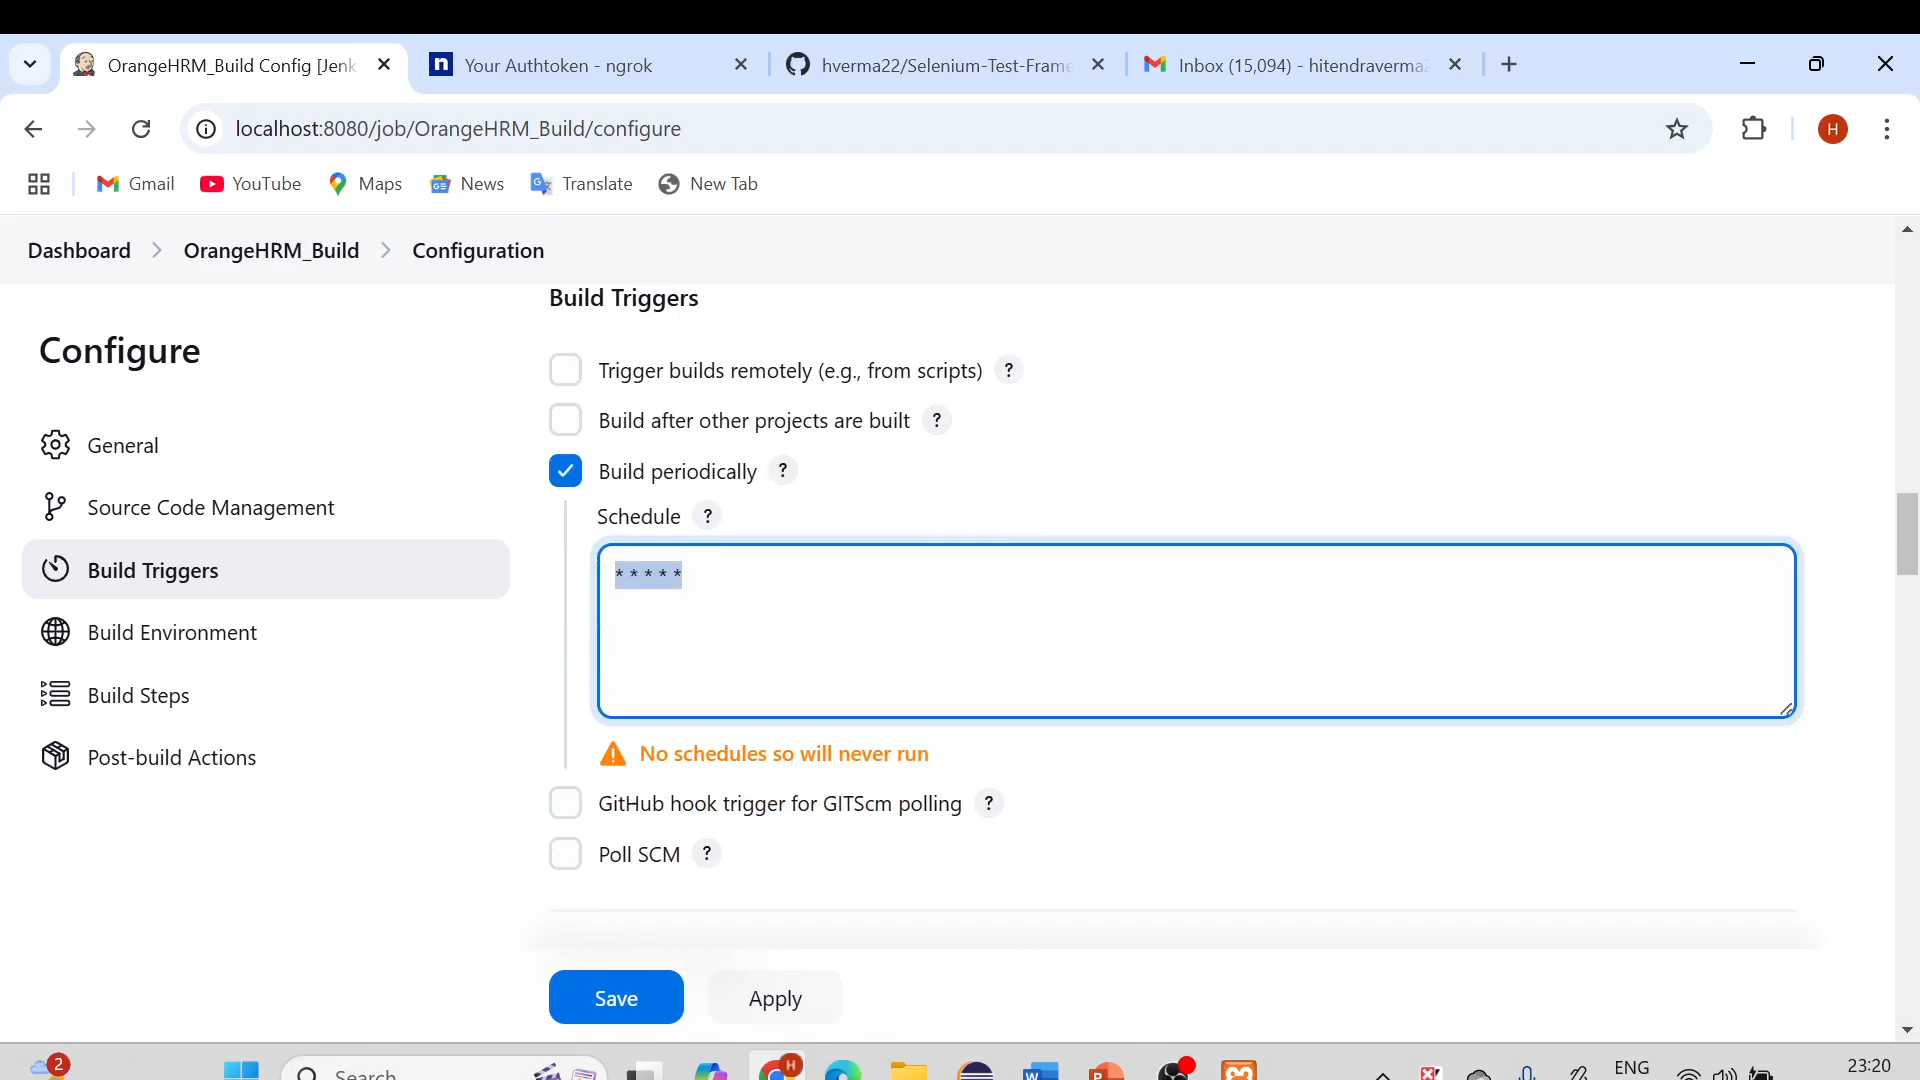 OrangeHRM_Build Config [Jenk
Your Authtoken - ngrok
hverma22/Selenium-Test-Frame
Inbox (15,094) - hitendraverma2
localhost:8080/job/OrangeHRM_Build/configure
H
Gmail
YouTube
Maps
News
Translate
New Tab
Dashboard > OrangeHRM_Build > Configuration
Configure
General
Source Code Management
Build Triggers
Build Environment
Build Steps
Post-build Actions
Build Triggers
Trigger builds remotely (e.g., from scripts) ?
Build after other projects are built ?
Build periodically ?
Schedule ?
* * * * *
No schedules so will never run
GitHub hook trigger for GITScm polling ?
Poll SCM ?
Save
Apply
2
Search
H
ENG
23:20